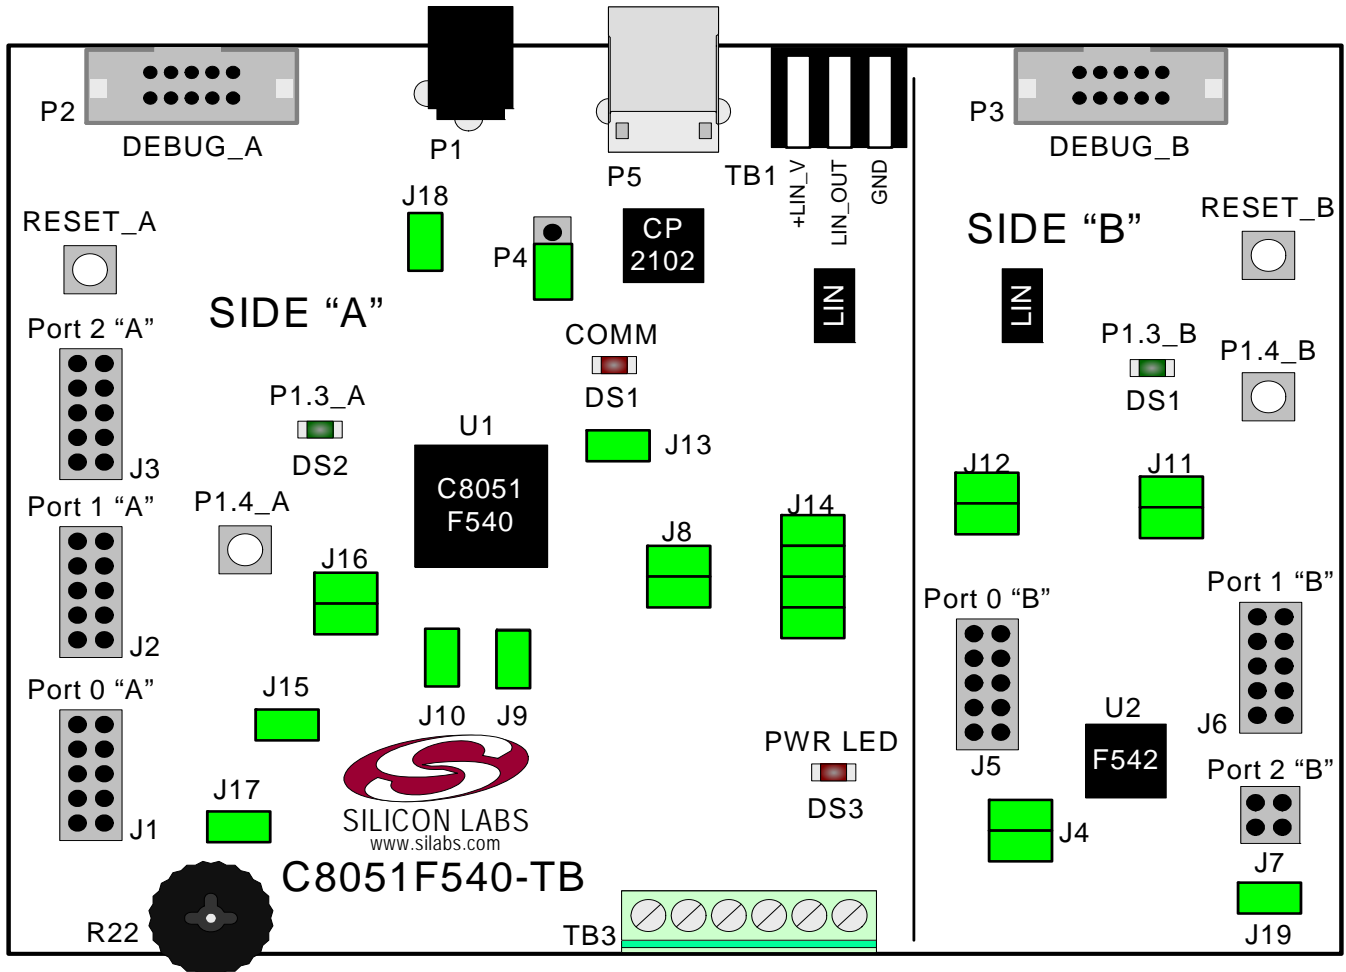 P2
DEBUG_A
P1
P5
TB1
+LIN_V
LIN_OUT
GND
P3
DEBUG_B
RESET_A
J18
P4
CP
2102
SIDE “B”
RESET_B
SIDE “A”
LIN
LIN
Port 2 “A”
COMM
DS1
P1.3_B
DS1
P1.4_B
P1.3_A
DS2
U1
C8051
F540
J13
J3
Port 1 “A”
P1.4_A
J12
J11
J14
J8
J16
J2
Port 0 “B”
Port 1 “B”
Port 0 “A”
J15
J10
J9
U2
F542
J6
J5
PWR LED
DS3
Port 2 “B”
J17
J1
SILICON LABS
www.silabs.com
J4
J7
C8051F540-TB
R22
TB3
J19